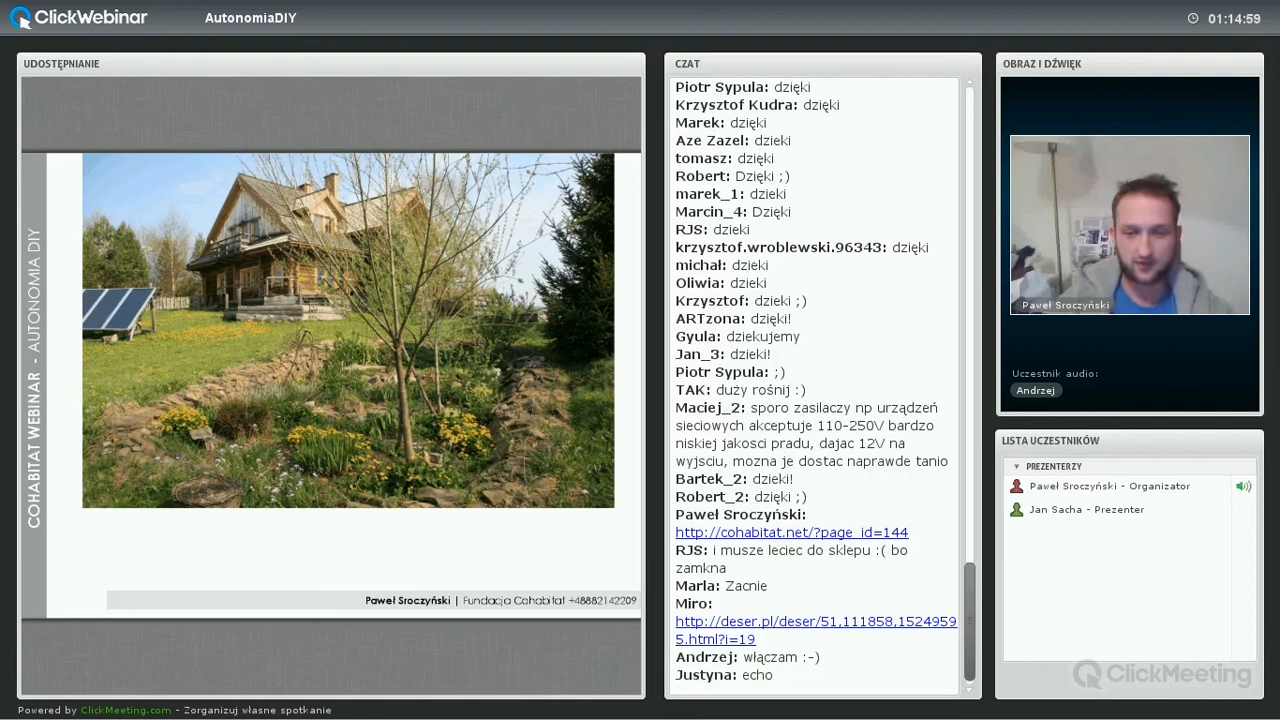 ClickWebinar
AutonomiaDIY
01:14:59
UDOSTĘPNIANIE
COHABITAT WEBINAR - AUTONOMIA DIY
Paweł Sroczyński | Fundacja Cohabitat +48882142209
CZAT
Piotr Sypula: dzięki
Krzysztof Kudra: dzięki
Marek: dzięki
Aze Zazel: dzieki
tomasz: dzięki
Robert: Dzięki ;)
marek_1: dzieki
Marcin_4: Dzięki
RJS: dzieki
krzysztof.wroblewski.96343: dzięki
michał: dzieki
Oliwia: dzieki
Krzysztof: dzieki ;)
ARTzona: dzięki!
Gyula: dziekujemy
Jan_3: dzieki!
Piotr Sypula: ;)
TAK: duży rośnij :)
Maciej_2: sporo zasilaczy np urządzeń
sieciowych akceptuje 110-250V bardzo
niskiej jakosci pradu, dajac 12V na
wyjsciu, mozna je dostac naprawde tanio
Bartek_2: dzieki!
Robert_2: dzięki ;)
Paweł Sroczyński:
http://cohabitat.net/?page_id=144
RJS: i musze leciec do sklepu :( bo
zamkna
Marla: Zacnie
Miro:
http://deser.pl/deser/51,111858,1524959
5.html?i=19
Andrzej: włączam :-)
Justyna: echo
OBRAZ I DŹWIĘK
Paweł Sroczyński
Uczestnik audio:
Andrzej
LISTA UCZESTNIKÓW
PREZENTERZY
Paweł Sroczyński - Organizator
Jan Sacha - Prezenter
ClickMeeting
Powered by ClickMeeting.com - Zorganizuj własne spotkanie